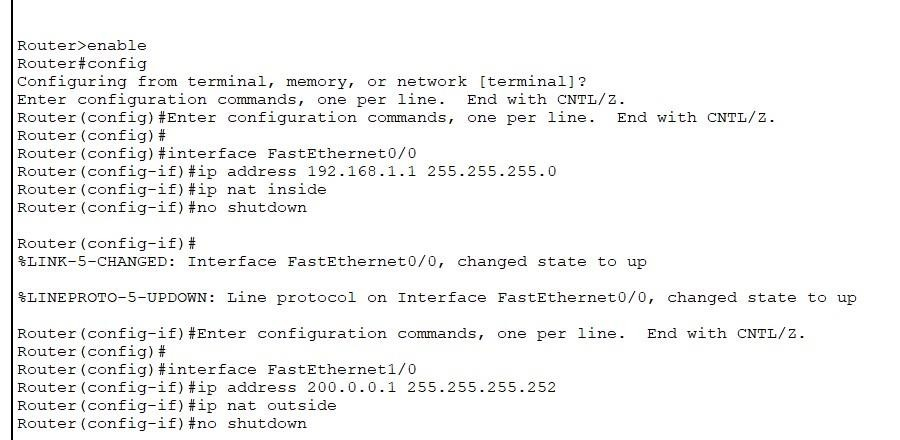 Router>enable
Router#config
Configuring from terminal, memory, or network [terminal]?
Enter configuration commands, one per line.  End with CNTL/Z.
Router(config)#Enter configuration commands, one per line.  End with CNTL/Z.
Router(config)#
Router(config)#interface FastEthernet0/0
Router(config-if)#ip address 192.168.1.1 255.255.255.0
Router(config-if)#ip nat inside
Router(config-if)#no shutdown
Router(config-if)#
%LINK-5-CHANGED: Interface FastEthernet0/0, changed state to up
%LINEPROTO-5-UPDOWN: Line protocol on Interface FastEthernet0/0, changed state to up
Router(config-if)#Enter configuration commands, one per line.  End with CNTL/Z.
Router(config)#
Router(config)#interface FastEthernet1/0
Router(config-if)#ip address 200.0.0.1 255.255.255.252
Router(config-if)#ip nat outside
Router(config-if)#no shutdown